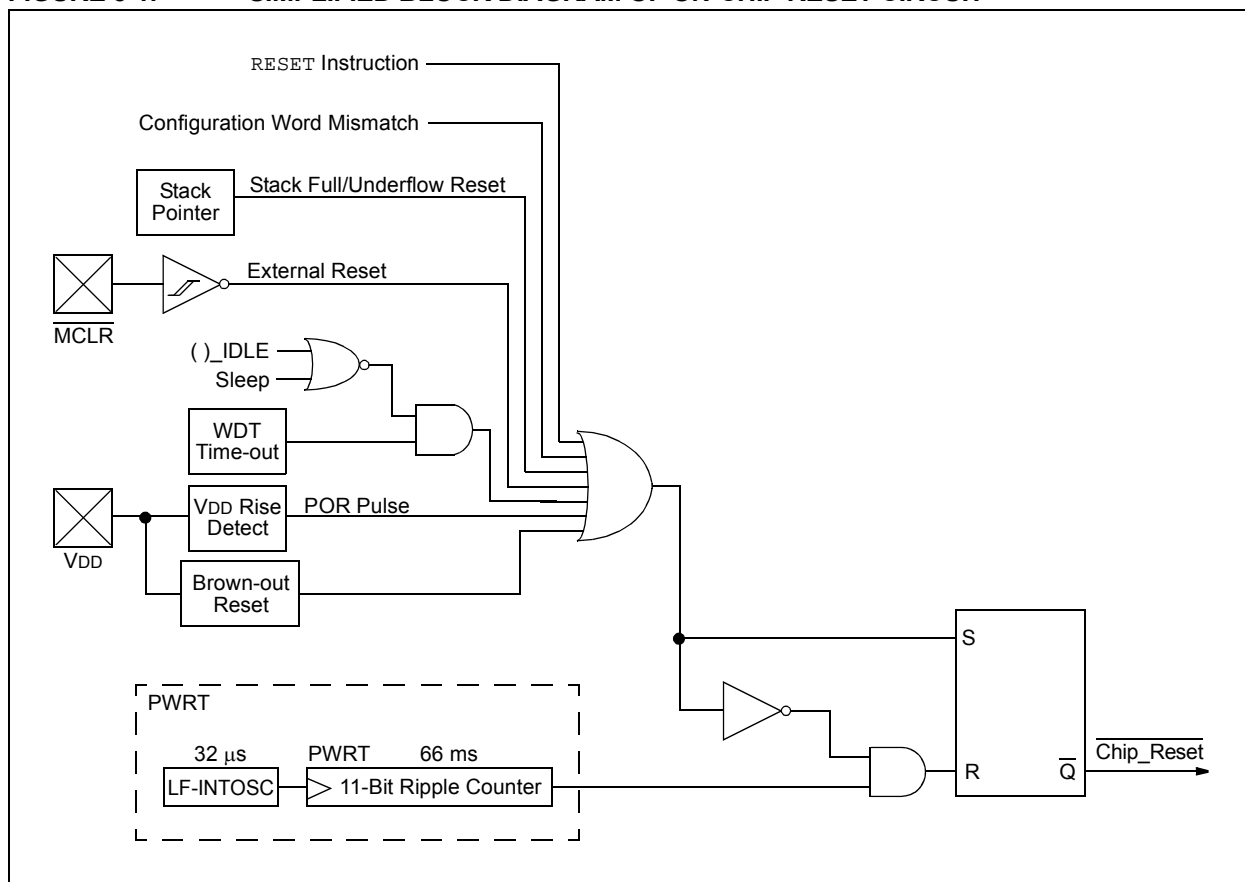 RESET Instruction
Configuration Word Mismatch
Stack
Pointer
Stack Full/Underflow Reset
External Reset
MCLR
( )_IDLE
Sleep
WDT
Time-out
VDD Rise
Detect
POR Pulse
VDD
Brown-out
Reset
S
PWRT
32 μs
PWRT
66 ms
LF-INTOSC
11-Bit Ripple Counter
R
Q
Chip_Reset